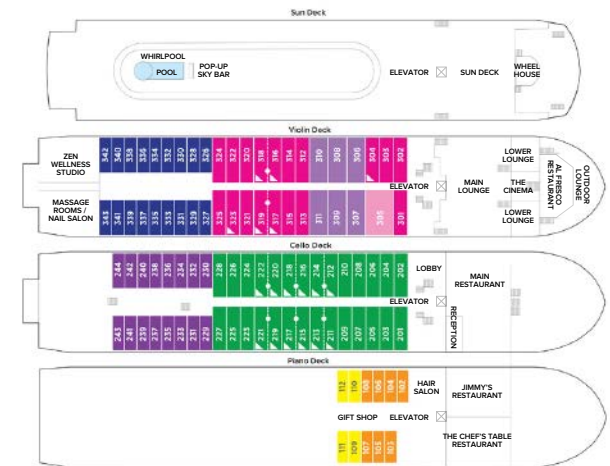 Sun Deck
WHIRLPOOL
POOL
POP-UP
SKY BAR
ELEVATOR
SUN DECK
WHEEL
HOUSE
Violin Deck
ZEN
WELLNESS
STUDIO
342 340 338 336 334 332 330 328 326 324 322 320 318 316 314 312 310 308 306 304 303 302
MASSAGE
ROOMS /
NAIL SALON
343 341 339 337 335 333 331 329 327 325 323 321 319 317 315 313 311 309 307 305 301
ELEVATOR
MAIN
LOUNGE
LOWER
LOUNGE
THE
CINEMA
LOWER
LOUNGE
AL FRESCO
RESTAURANT
OUTDOOR
LOUNGE
Cello Deck
244 242 240 238 236 234 232 230 228 226 224 222 220 218 216 214 212 210 208 206 204 202
243 241 239 237 235 233 231 229 227 225 223 221 219 217 215 213 211 209 207 205 203 201
LOBBY
ELEVATOR
RECEPTION
MAIN
RESTAURANT
Piano Deck
112 110 108 106 104 102
HAIR
SALON
JIMMY'S
RESTAURANT
GIFT SHOP
ELEVATOR
111 109 107 105 103
THE CHEF'S TABLE
RESTAURANT